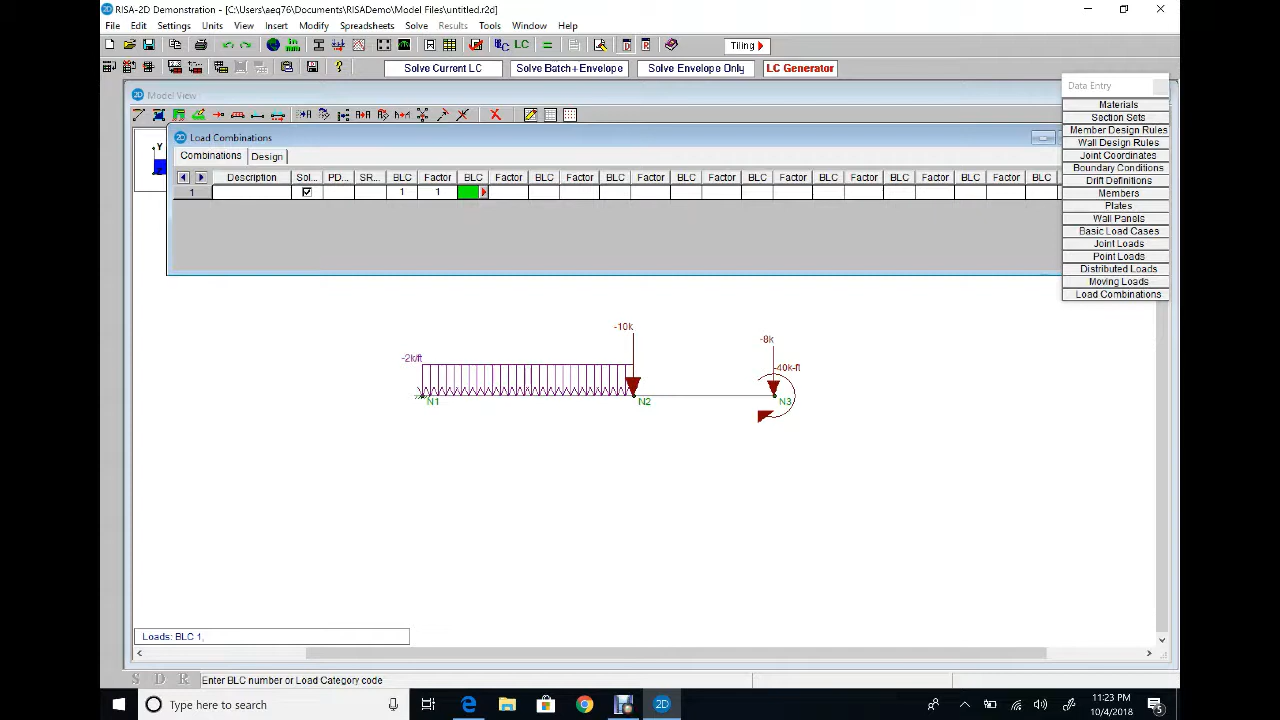 RISA-2D Demonstration - [C:\Users\aeq76\Documents\RISADemo\Model Files\untitled.r2d]
File Edit Settings Units View Insert Modify Spreadsheets Solve Results Tools Window Help
LC Tiling
Solve Current LC Solve Batch+Envelope Solve Envelope Only LC Generator
Data Entry
Materials
Section Sets
Member Design Rules
Wall Design Rules
Joint Coordinates
Boundary Conditions
Drift Definitions
Members
Plates
Wall Panels
Basic Load Cases
Joint Loads
Point Loads
Distributed Loads
Moving Loads
Load Combinations
2D Model View
Y
2D Load Combinations
Combinations Design
Description Sol... PD... SR... BLC Factor BLC Factor BLC Factor BLC Factor BLC Factor BLC Factor BLC Factor BLC Factor BLC Factor BLC
1 1 1
-10k
-8k
-2k/ft
-40k-ft
N1 N2 N3
Loads: BLC 1,
S D R Enter BLC number or Load Category code
Type here to search
2D
11:23 PM
10/4/2018
5